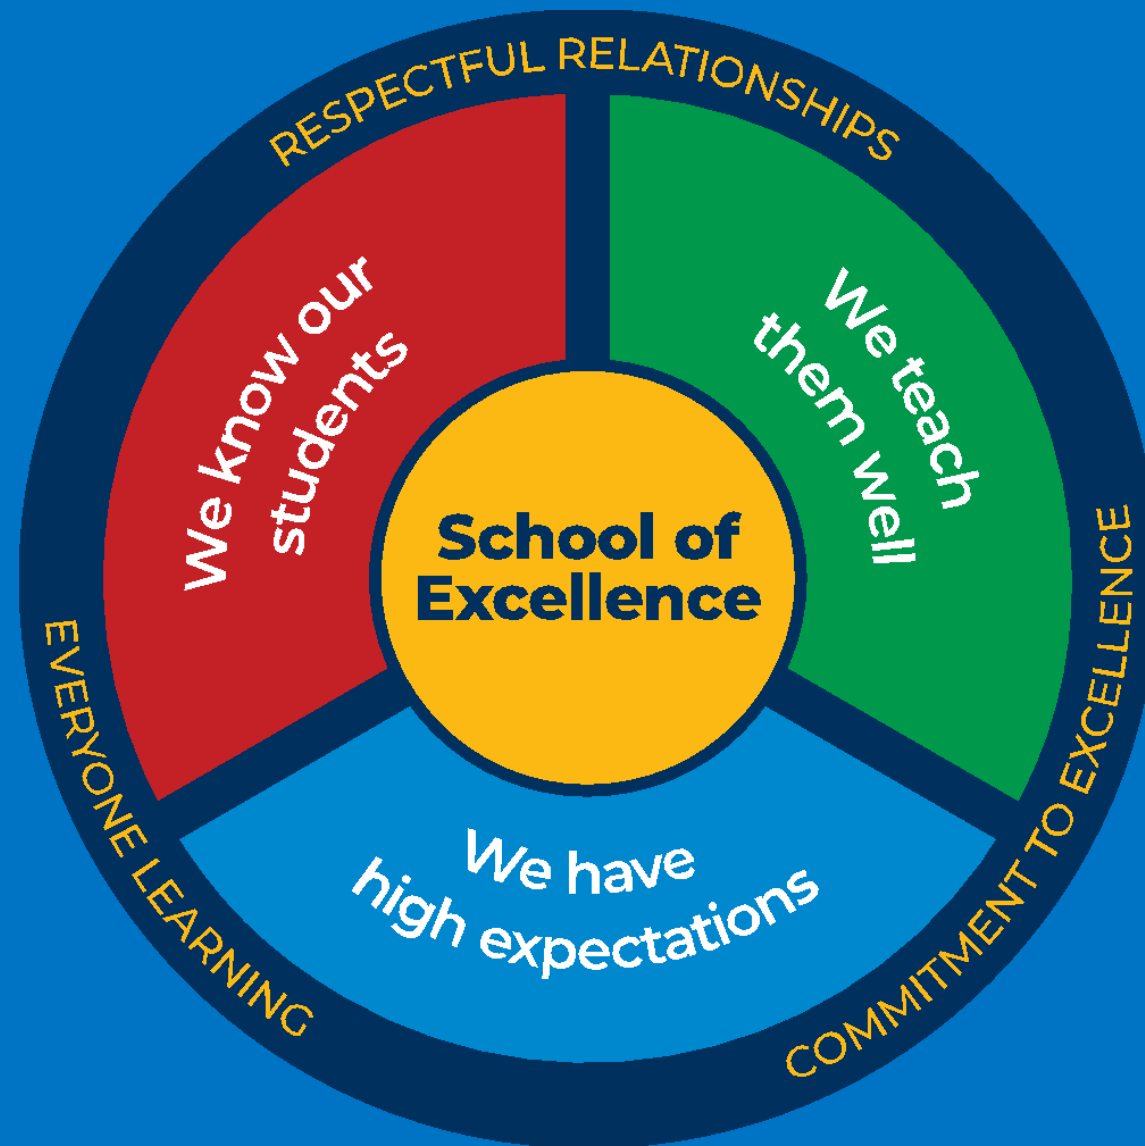 RESPECTFUL RELATIONSHIPS
We know our
students
We teach
them well
School of
Excellence
We have
high expectations
EVERYONE LEARNING
COMMITMENT TO EXCELLENCE